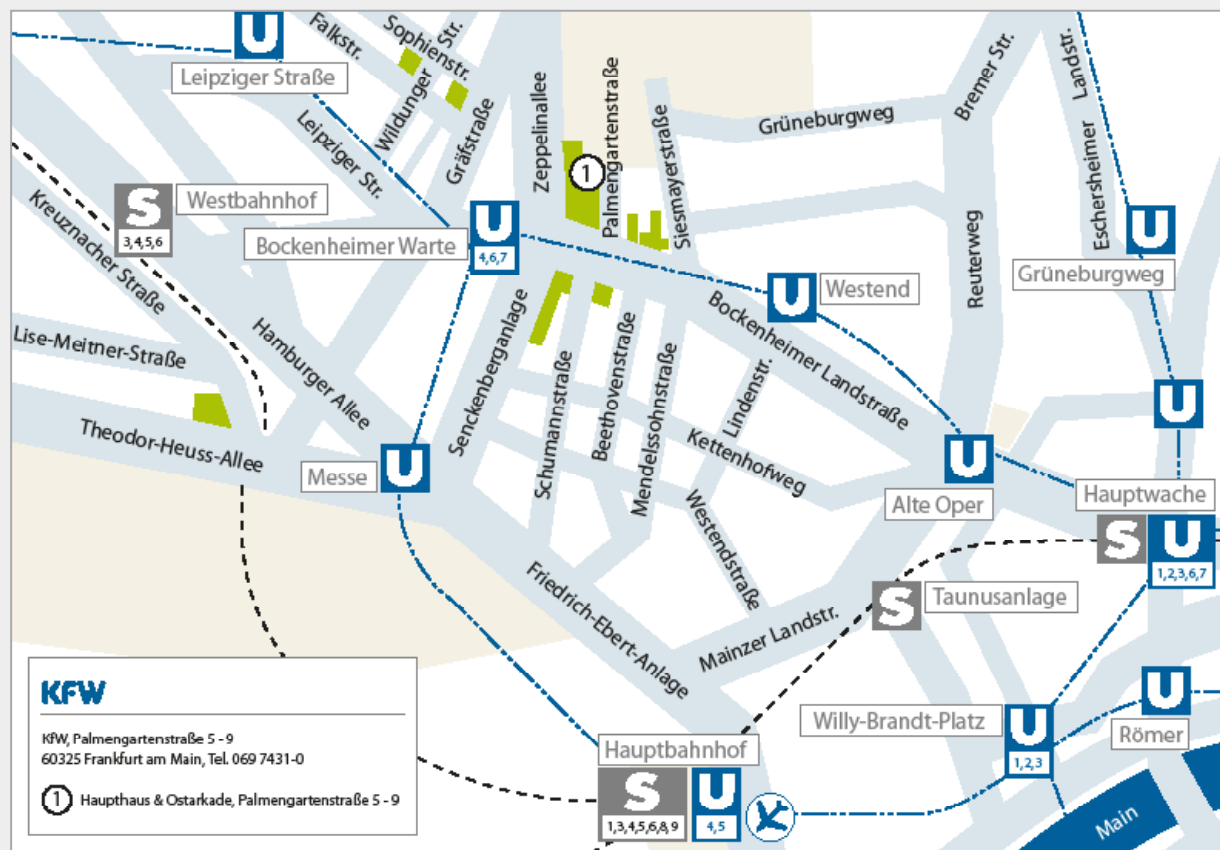 U
Leipziger Straße
Falkstr.
Sophienstr.
Wildunger Str.
Leipziger Str.
Gräfstraße
Zeppelinallee
1
Palmengartenstraße
Siesmayerstraße
Grüneburgweg
Bremer Str.
Eschersheimer Landstr.
S
3,4,5,6
Westbahnhof
Kreuznacher Straße
Bockenheimer Warte
U
4,6,7
U
Westend
Reuterweg
U
Grüneburgweg
Lise-Meitner-Straße
Hamburger Allee
Senckenberganlage
Schumannstraße
Beethovenstraße
Mendelssohnstraße
Lindenstr.
Bockenheimer Landstraße
Kettenhofweg
Westendstraße
U
Theodor-Heuss-Allee
Messe
U
U
Alte Oper
Hauptwache
S
U
1,2,3,6,7
Friedrich-Ebert-Anlage
Mainzer Landstr.
S
Taunusanlage
Willy-Brandt-Platz
U
1,2,3
U
Römer
Hauptbahnhof
S
1,3,4,5,6,8,9
U
4,5
Main
KFW
KfW, Palmengartenstraße 5 - 9
60325 Frankfurt am Main, Tel. 069 7431-0
1 Haupthaus & Ostarkade, Palmengartenstraße 5 - 9